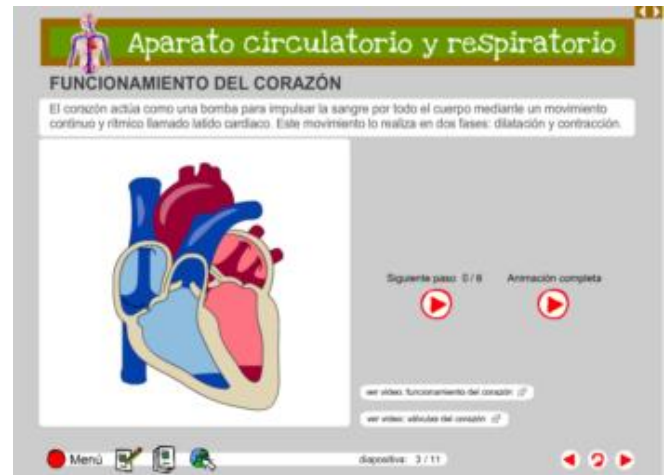 Aparato circulatorio y respiratorio
FUNCIONAMIENTO DEL CORAZÓN
El corazón actúa como una bomba para impulsar la sangre por todo el cuerpo mediante un movimiento
continuo y rítmico llamado latido cardiaco. Este movimiento lo realiza en dos fases: dilatación y contracción.
Siguiente paso: 0 / 6 Animación completa
ver video: funcionamiento del corazón
ver video: válvulas del corazón
Menú diapositiva: 3 / 11